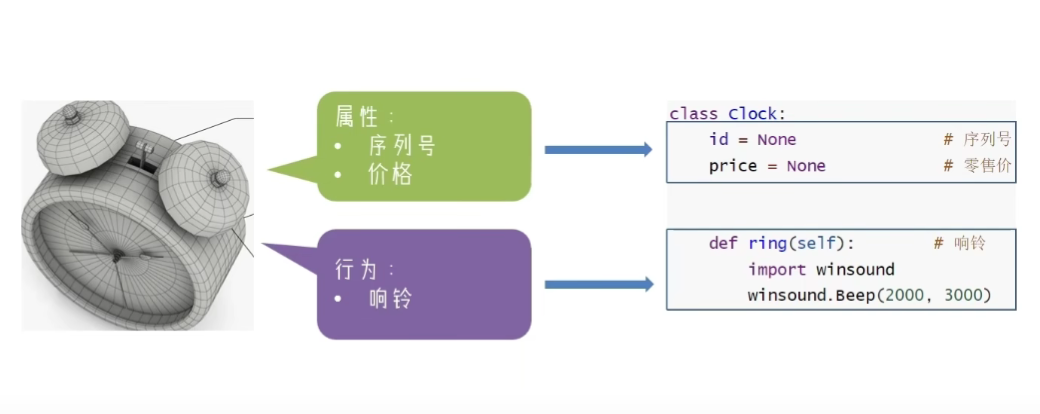 属性：
• 序列号
• 价格
行为：
• 响铃
class Clock:
id = None # 序列号
price = None # 零售价
def ring(self): # 响铃
import winsound
winsound.Beep(2000, 3000)